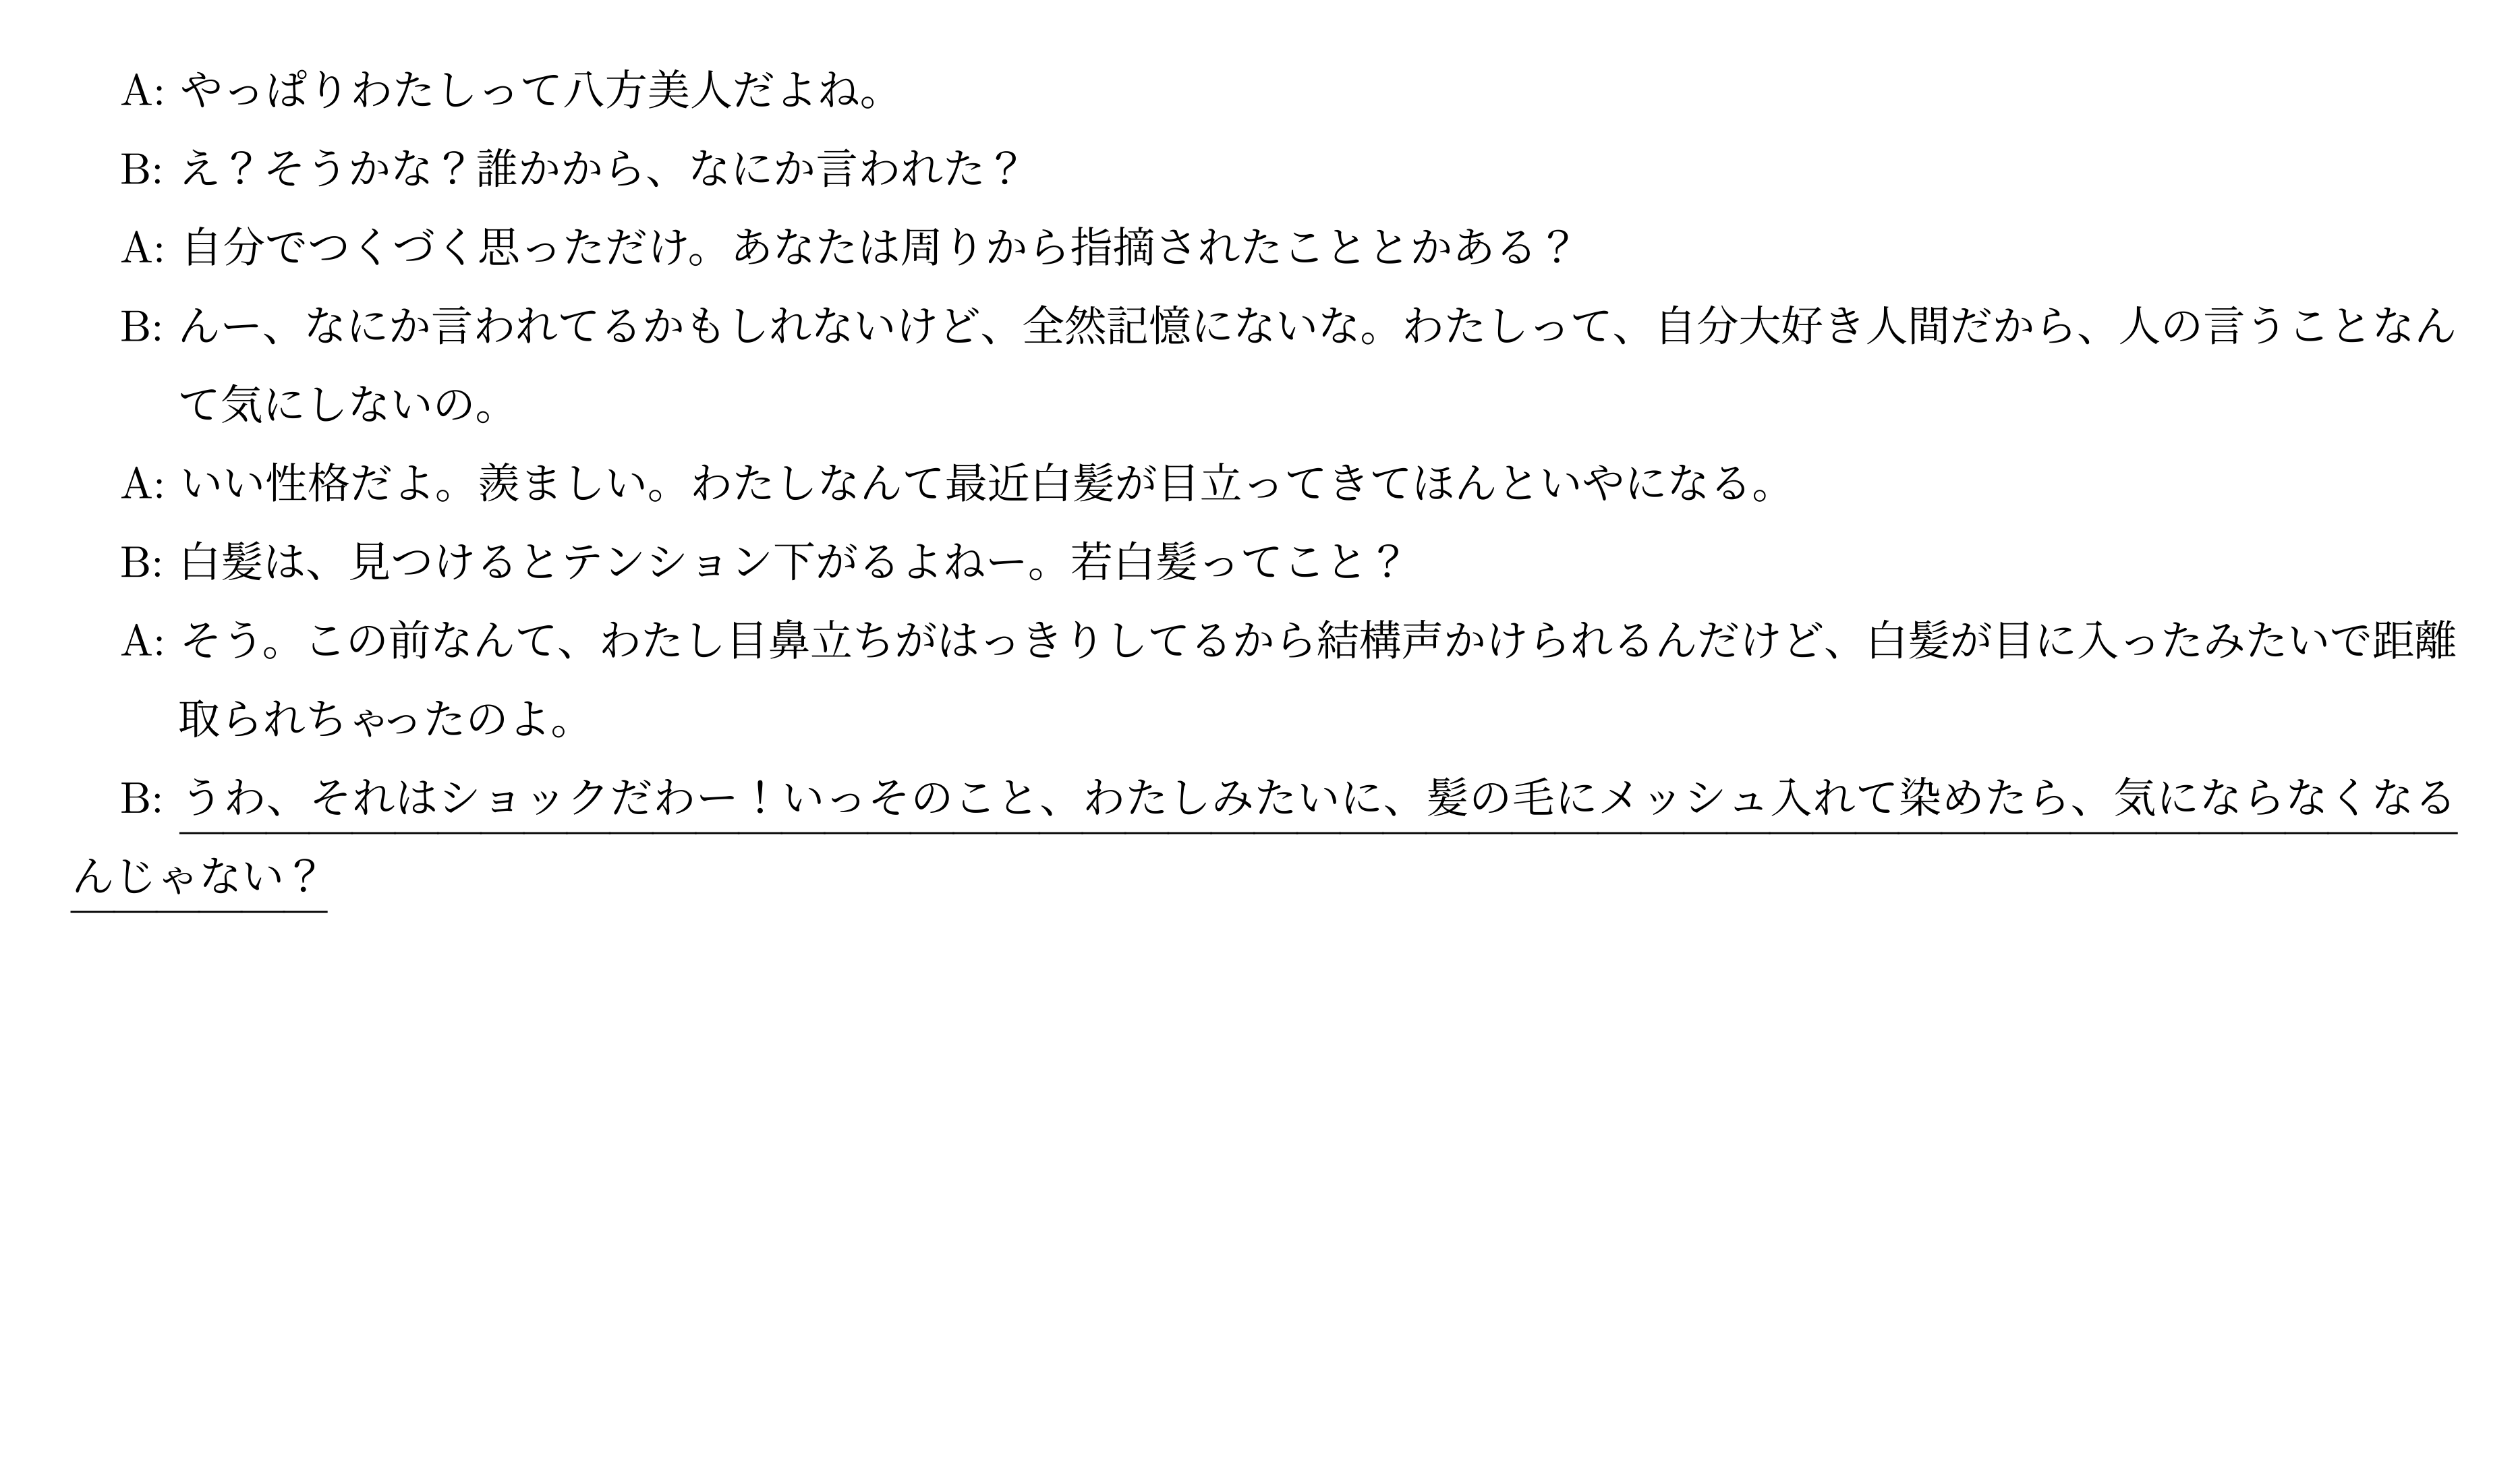 A: やっぱりわたしって八方美人だよね。
B: え？そうかな？誰かから、なにか言われた？
A: 自分でつくづく思っただけ。あなたは周りから指摘されたこととかある？
B: んー、なにか言われてるかもしれないけど、全然記憶にないな。わたしって、自分大好き人間だから、人の言うことなん
て気にしないの。
A: いい性格だよ。羨ましい。わたしなんて最近白髪が目立ってきてほんといやになる。
B: 白髪は、見つけるとテンション下がるよねー。若白髪ってこと？
A: そう。この前なんて、わたし目鼻立ちがはっきりしてるから結構声かけられるんだけど、白髪が目に入ったみたいで距離
取られちゃったのよ。
B: うわ、それはショックだわー！いっそのこと、わたしみたいに、髪の毛にメッシュ入れて染めたら、気にならなくなる
んじゃない？